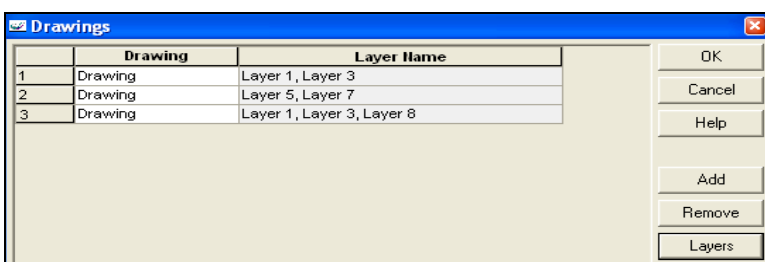 Drawings
Drawing Layer Name
1 Drawing Layer 1, Layer 3
2 Drawing Layer 5, Layer 7
3 Drawing Layer 1, Layer 3, Layer 8
OK
Cancel
Help
Add
Remove
Layers